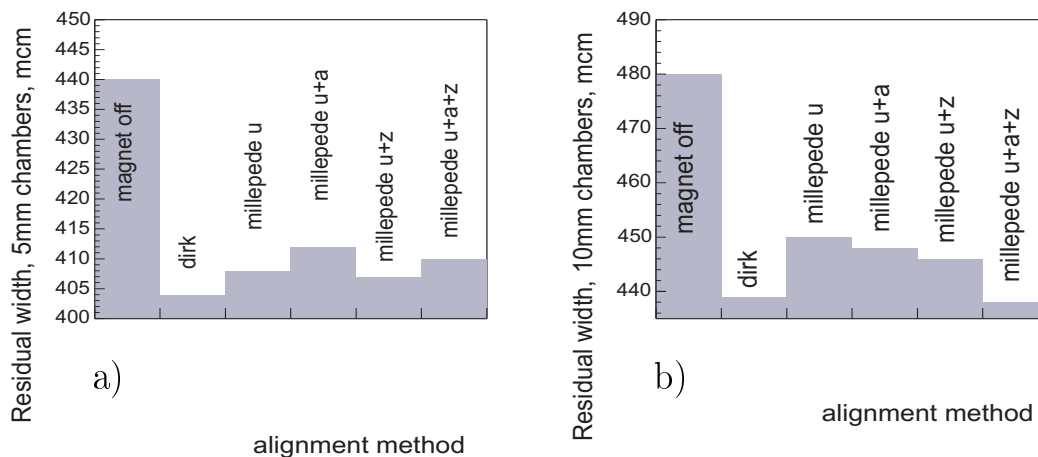 Residual width, 5mm chambers, mcm
450
445
440
435
430
425
420
415
410
405
400
magnet off
dirk
millepede u
millepede u+a
millepede u+z
millepede u+a+z
a)
alignment method
Residual width, 10mm chambers, mcm
490
480
470
460
450
440
magnet off
dirk
millepede u
millepede u+a
millepede u+z
millepede u+a+z
b)
alignment method